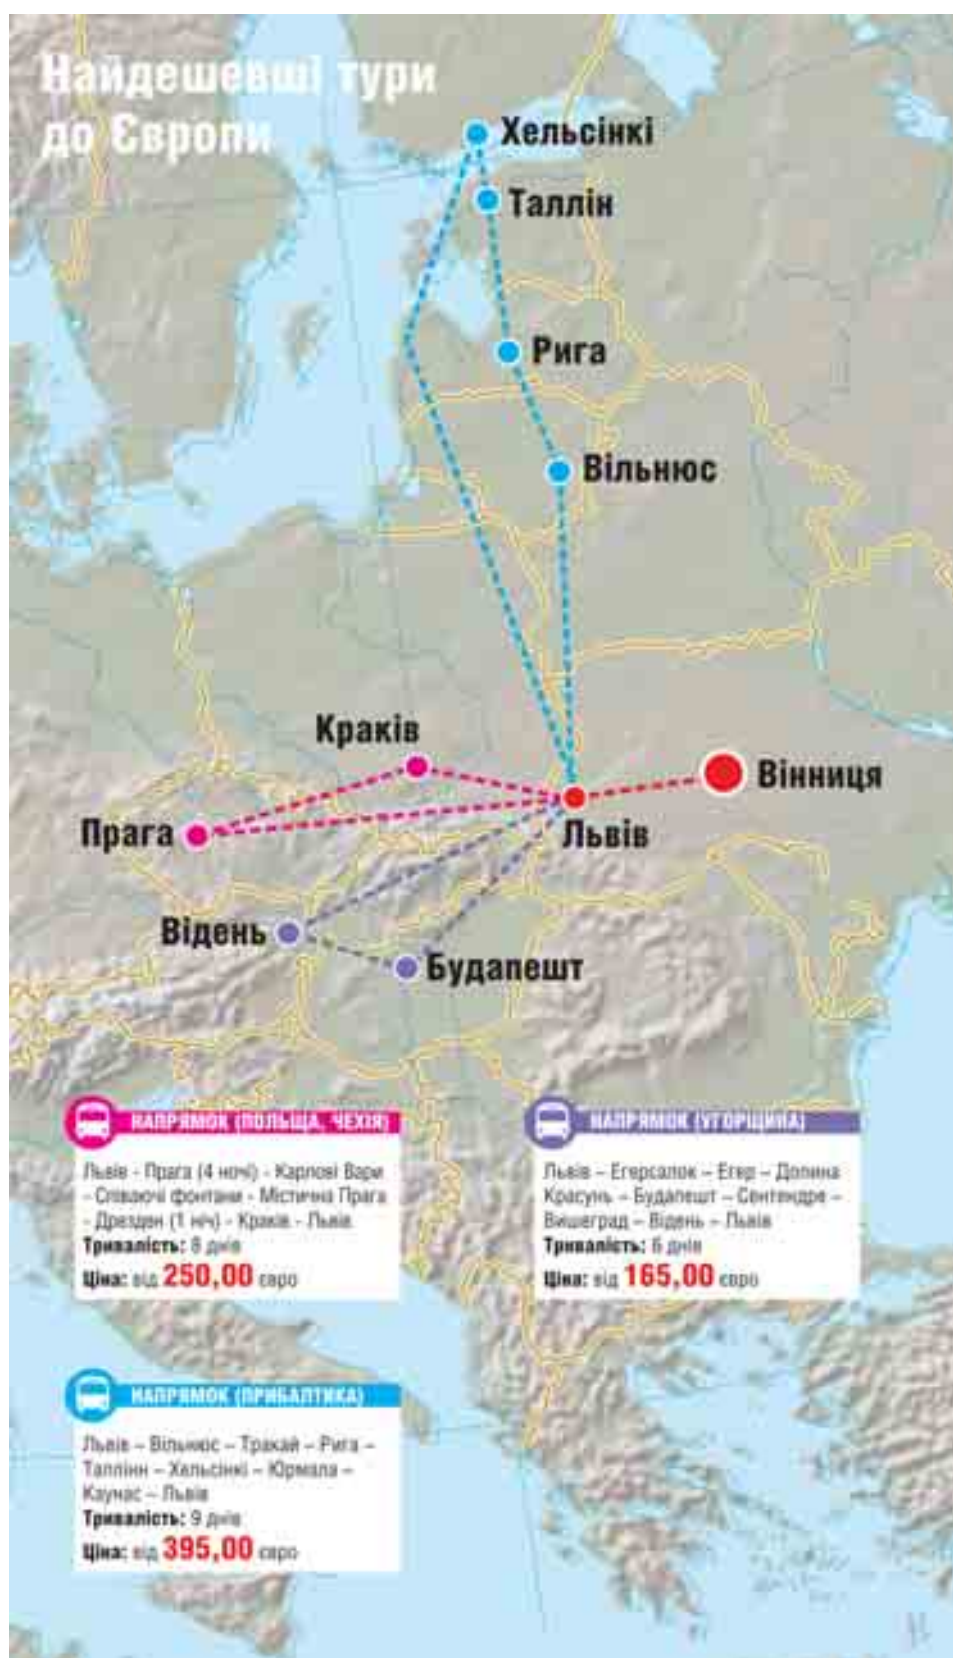 Найдешевші тури
до Європи
Хельсінкі
Таллін
Рига
Вільнюс
Краків
Вінниця
Прага
Львів
Відень
Будапешт
НАПРЯМОК (ПОЛЬЩА, ЧЕХІЯ)
Львів - Прага (4 ночі) - Карлові Вари
- Співаючі фонтани - Містична Прага
- Дрезден (1 ніч) - Краків - Львів
Тривалість: 8 днів
Ціна: від 250,00 євро
НАПРЯМОК (УГОРЩИНА)
Львів – Егерсалок – Егер – Долина
Красунь – Будапешт – Сентендре –
Вишеград – Відень – Львів
Тривалість: 6 днів
Ціна: від 165,00 євро
НАПРЯМОК (ПРИБАЛТИКА)
Львів – Вільнюс – Тракай – Рига –
Таллінн – Хельсінкі – Юрмала –
Каунас – Львів
Тривалість: 9 днів
Ціна: від 395,00 євро